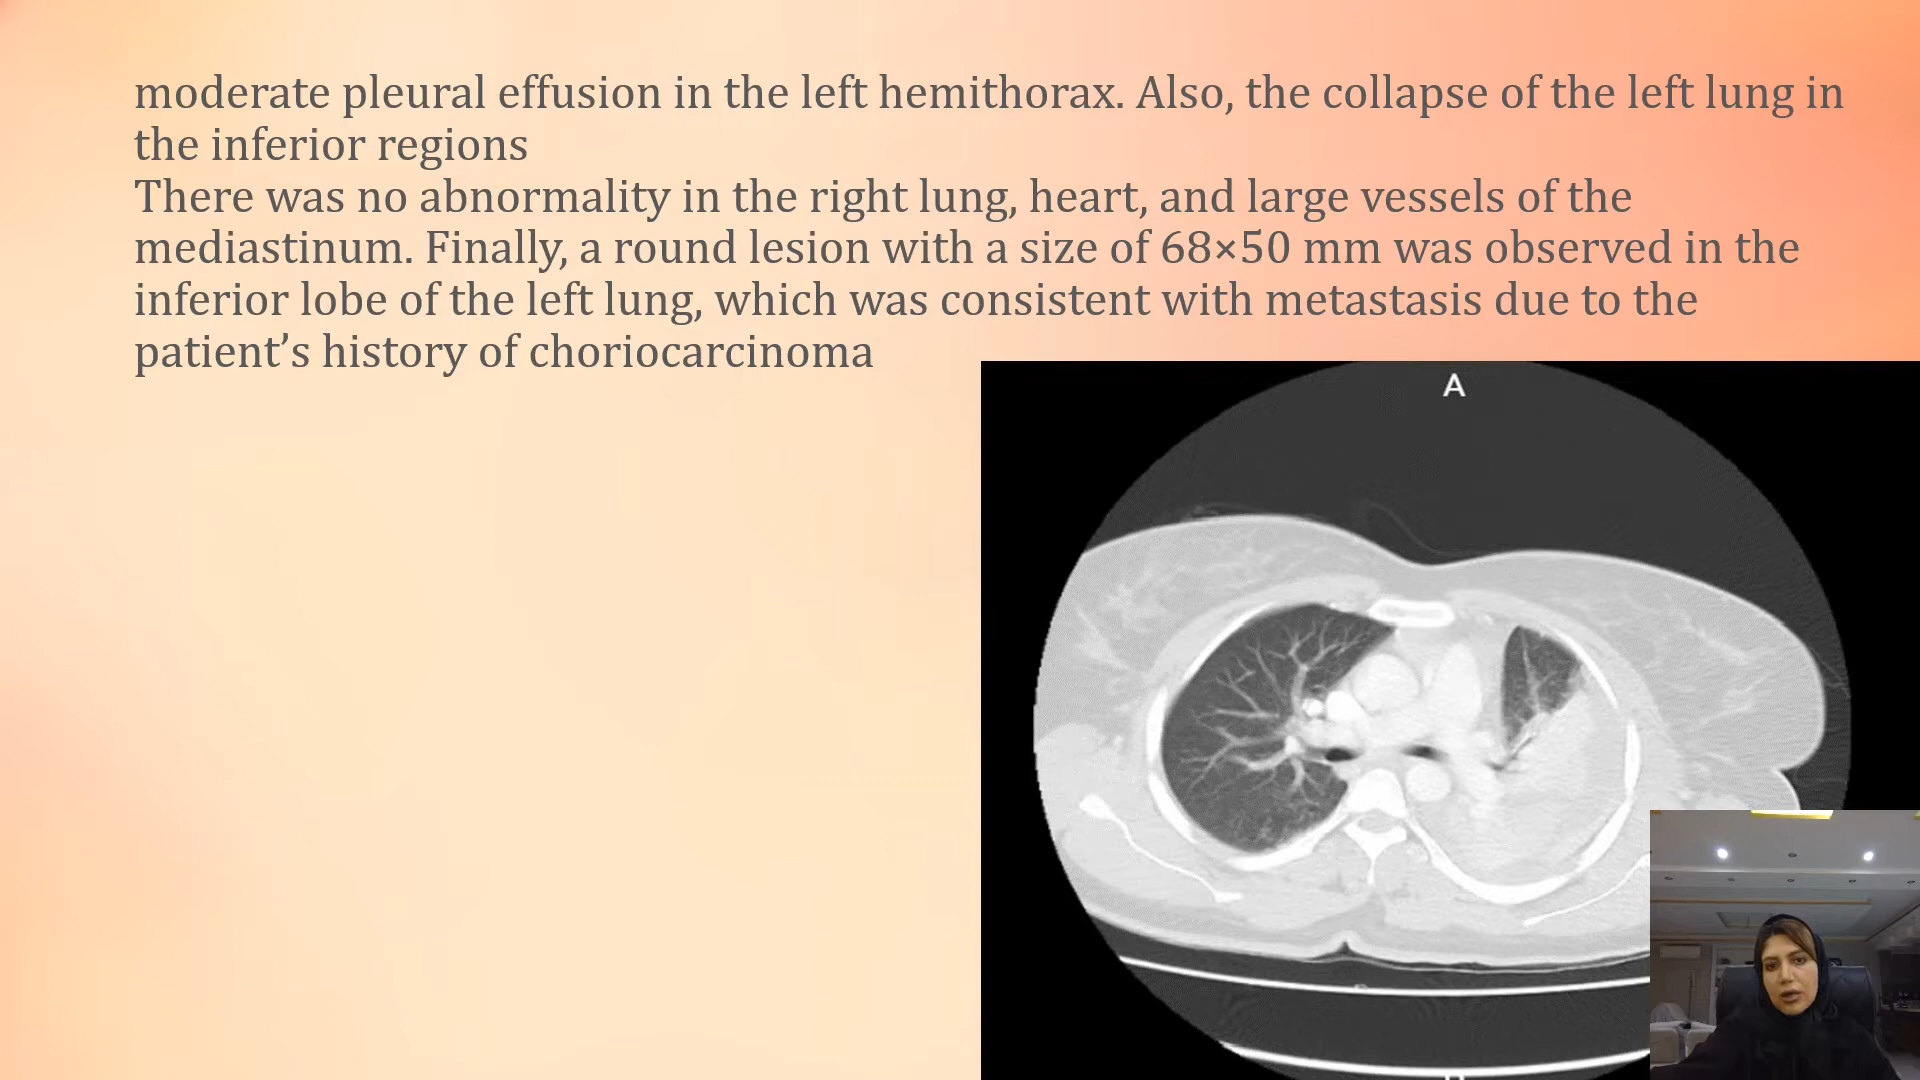 moderate pleural effusion in the left hemithorax. Also, the collapse of the left lung in
the inferior regions
There was no abnormality in the right lung, heart, and large vessels of the
mediastinum. Finally, a round lesion with a size of 68×50 mm was observed in the
inferior lobe of the left lung, which was consistent with metastasis due to the
patient’s history of choriocarcinoma
A